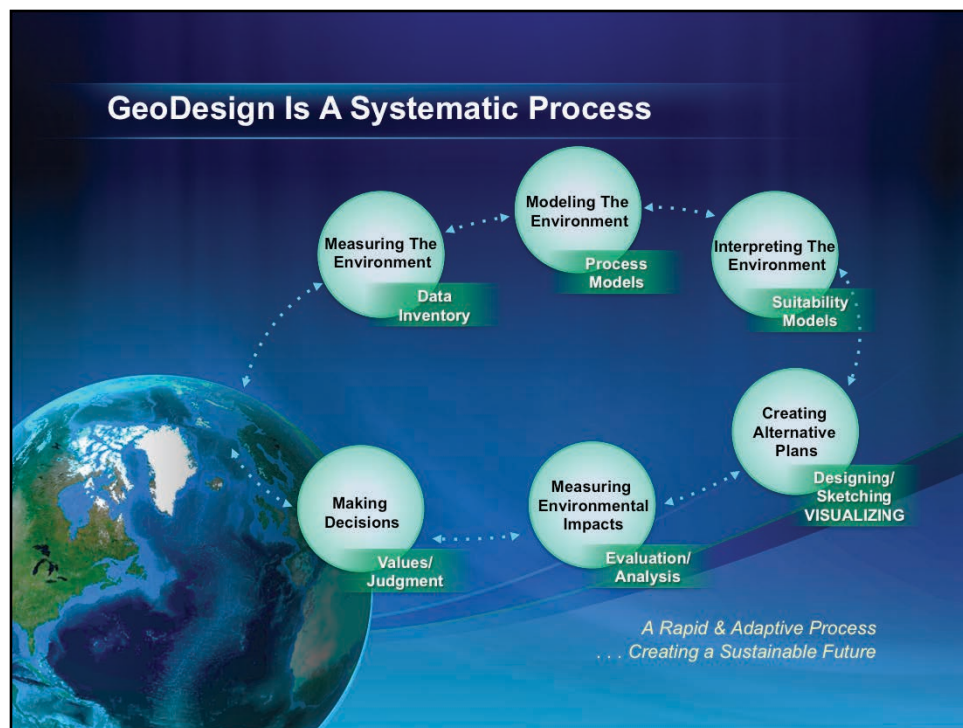 GeoDesign Is A Systematic Process
Measuring The
Environment
Data
Inventory
Modeling The
Environment
Process
Models
Interpreting The
Environment
Suitability
Models
Creating
Alternative
Plans
Designing/
Sketching
VISUALIZING
Measuring
Environmental
Impacts
Evaluation/
Analysis
Making
Decisions
Values/
Judgment
A Rapid & Adaptive Process
. . . Creating a Sustainable Future